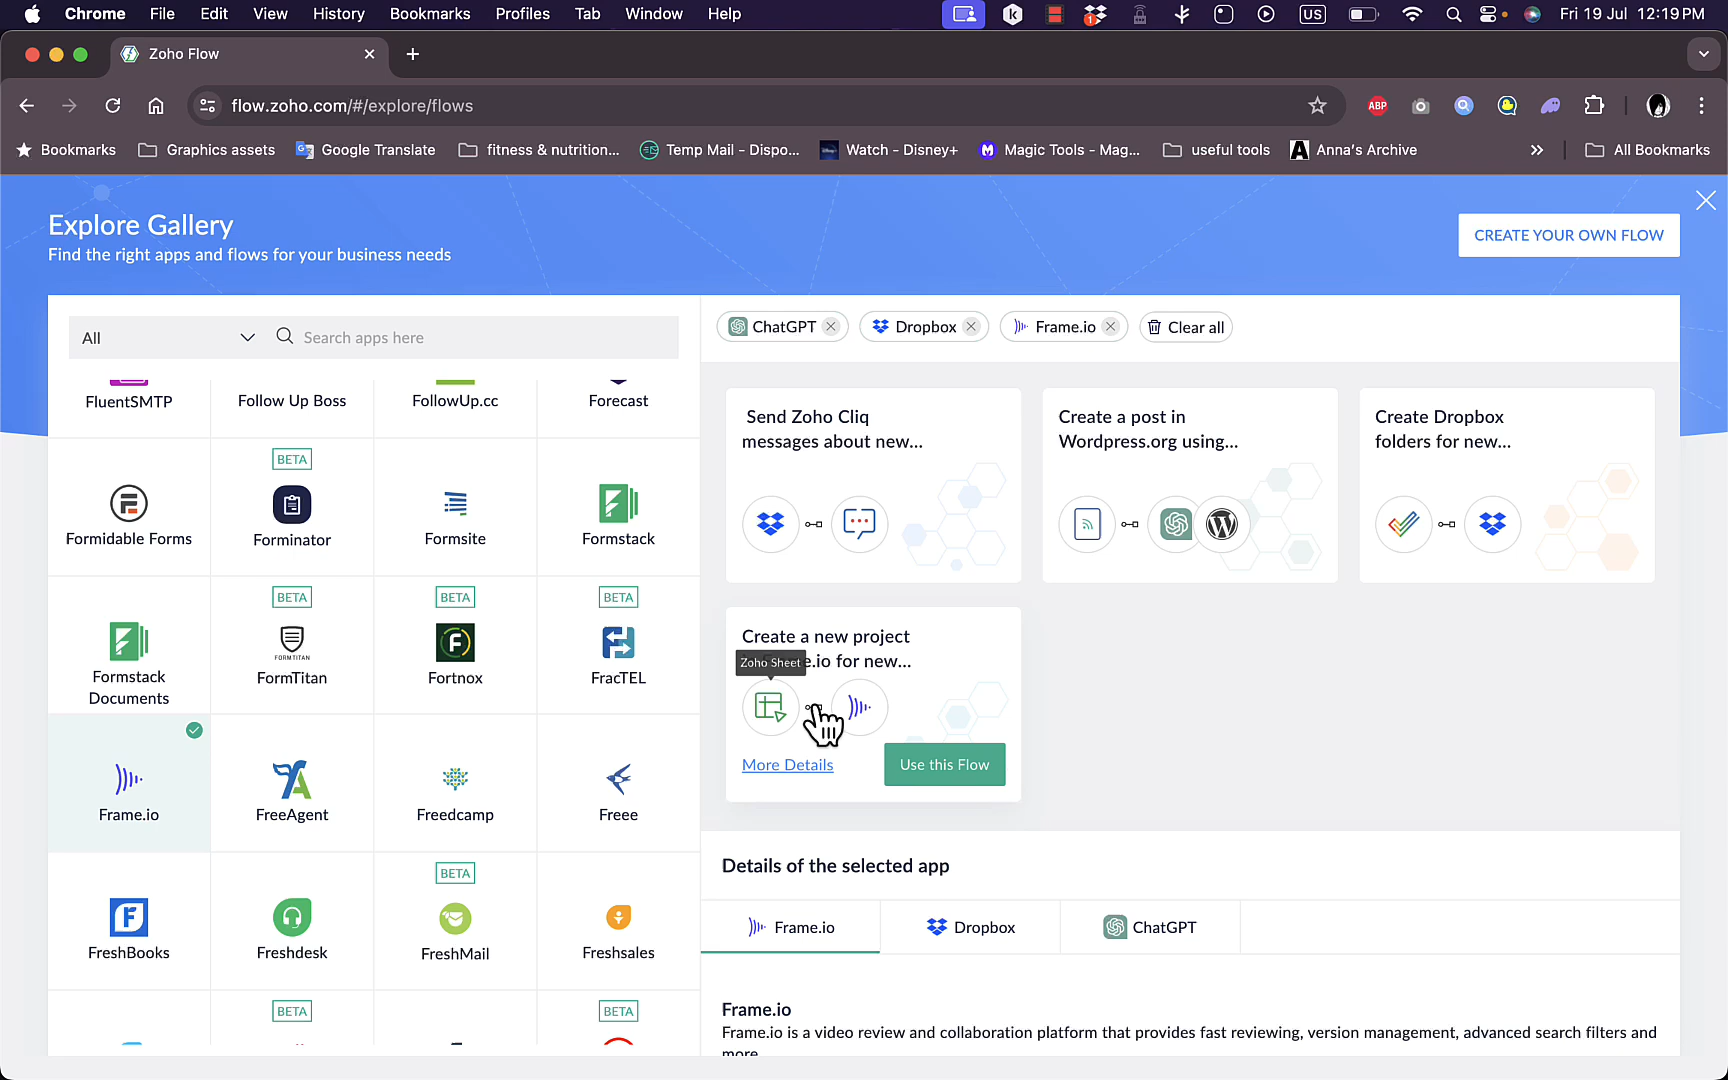 Chrome File Edit View History Bookmarks Profiles Tab Window Help
1 US Fri 19 Jul 12:19 PM
Zoho Flow
flow.zoho.com/#/explore/flows
ABP
Bookmarks Graphics assets Google Translate fitness & nutrition... Temp Mail - Dispo... Watch - Disney+ Magic Tools - Mag... useful tools Anna's Archive All Bookmarks
Explore Gallery
Find the right apps and flows for your business needs
CREATE YOUR OWN FLOW
All Search apps here
FluentSMTP Follow Up Boss FollowUp.cc Forecast
BETA
Formidable Forms Forminator Formsite Formstack
BETA BETA BETA
FORMTITAN
Formstack
Documents
FormTitan Fortnox FracTEL
Frame.io FreeAgent Freedcamp Freee
BETA
FreshBooks Freshdesk FreshMail Freshsales
BETA BETA
ChatGPT Dropbox Frame.io Clear all
Send Zoho Cliq
messages about new...
Create a post in
Wordpress.org using...
Create Dropbox
folders for new...
Create a new project
e.io for new...
Zoho Sheet
More Details Use this Flow
Details of the selected app
Frame.io Dropbox ChatGPT
Frame.io
Frame.io is a video review and collaboration platform that provides fast reviewing, version management, advanced search filters and
more